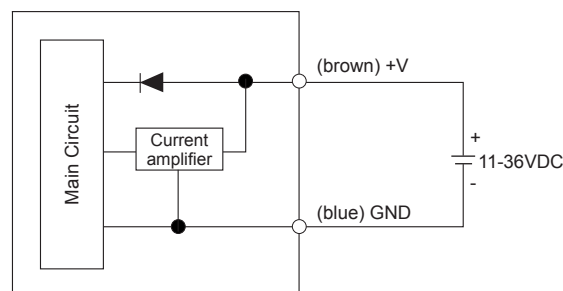 Main Circuit
(brown) +V
Current
amplifier
+
11-36VDC
-
(blue) GND